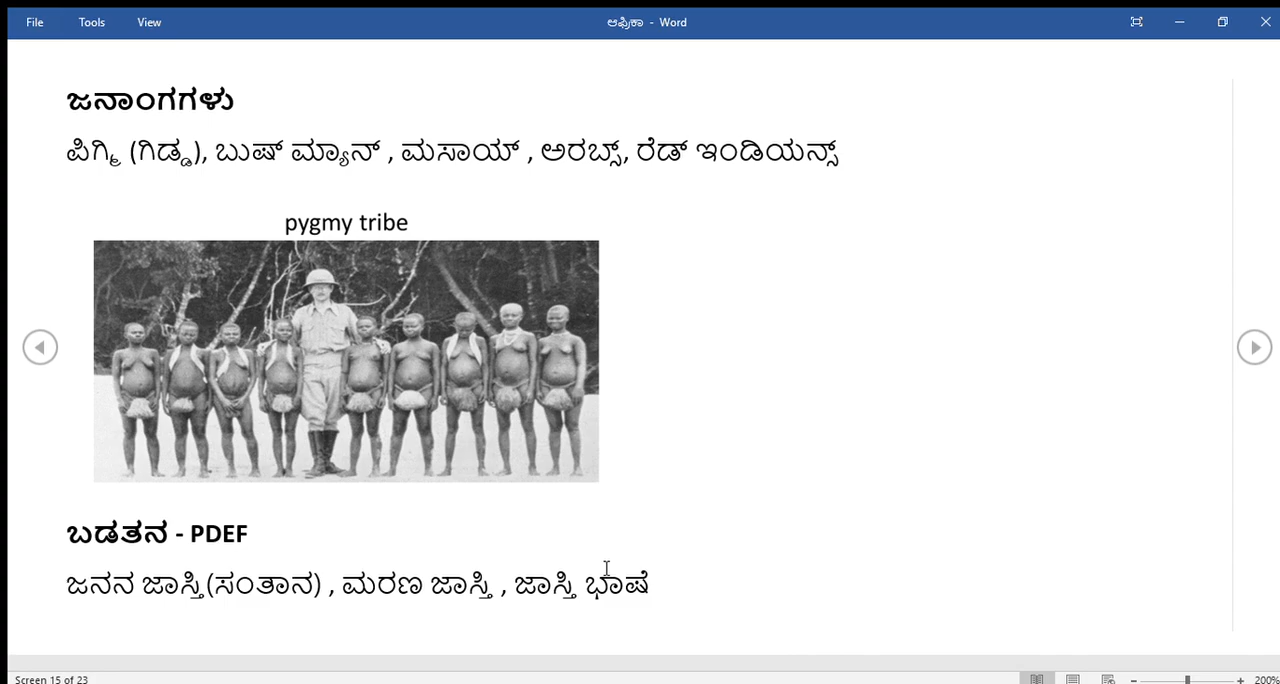 File Tools View ಆಫ್ರಿಕಾ - Word
ಜನಾಂಗಗಳು
ಪಿಗ್ಮಿ (ಗಿಡ್ಡ), ಬುಷ್ ಮ್ಯಾನ್ , ಮಸಾಯ್ , ಅರಬ್ಸ್, ರೆಡ್ ಇಂಡಿಯನ್ಸ್
pygmy tribe
ಬಡತನ - PDEF
ಜನನ ಜಾಸ್ತಿ(ಸಂತಾನ) , ಮರಣ ಜಾಸ್ತಿ , ಜಾಸ್ತಿ ಭಾಷೆ
Screen 15 of 23 200%